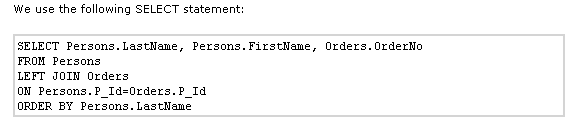 We use the following SELECT statement:
SELECT Persons.LastName, Persons.FirstName, Orders.OrderNo
FROM Persons
LEFT JOIN Orders
ON Persons.P_Id=Orders.P_Id
ORDER BY Persons.LastName